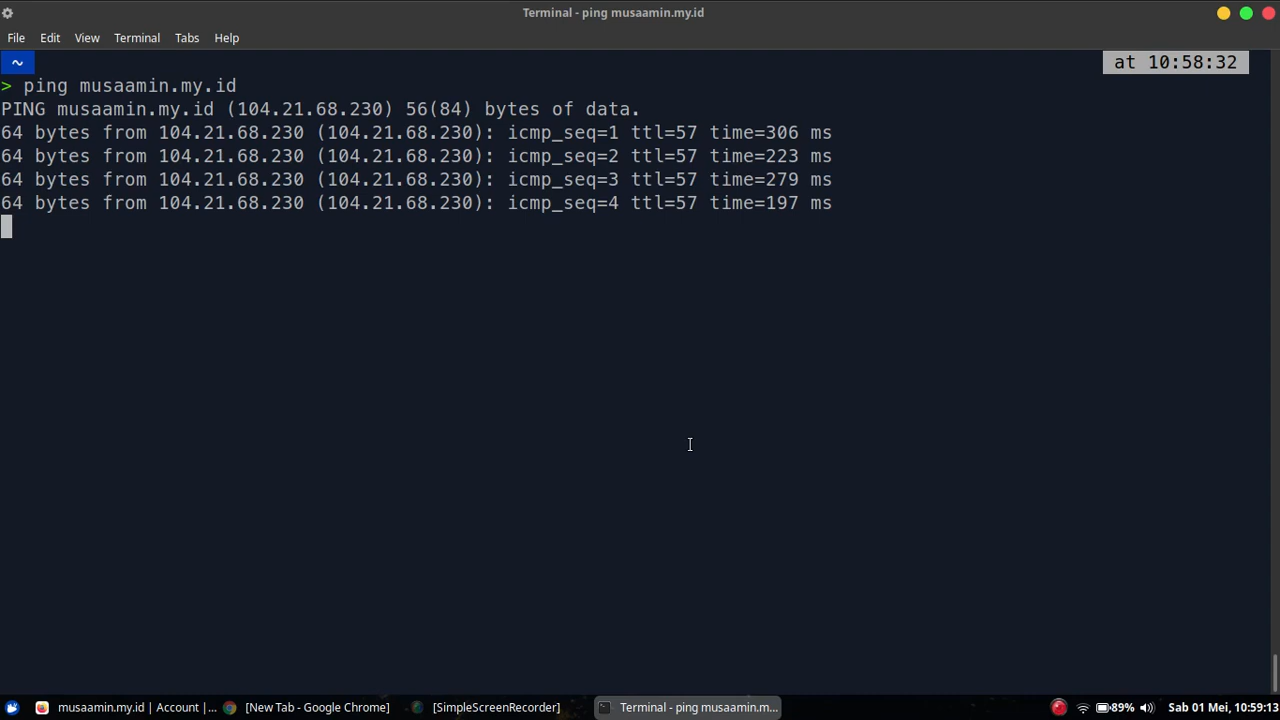 Terminal - ping musaamin.my.id
File Edit View Terminal Tabs Help
~ at 10:58:32
> ping musaamin.my.id
PING musaamin.my.id (104.21.68.230) 56(84) bytes of data.
64 bytes from 104.21.68.230 (104.21.68.230): icmp_seq=1 ttl=57 time=306 ms
64 bytes from 104.21.68.230 (104.21.68.230): icmp_seq=2 ttl=57 time=223 ms
64 bytes from 104.21.68.230 (104.21.68.230): icmp_seq=3 ttl=57 time=279 ms
64 bytes from 104.21.68.230 (104.21.68.230): icmp_seq=4 ttl=57 time=197 ms
musaamin.my.id | Account |... [New Tab - Google Chrome] [SimpleScreenRecorder] Terminal - ping musaamin.m... 89% Sab 01 Mei, 10:59:13